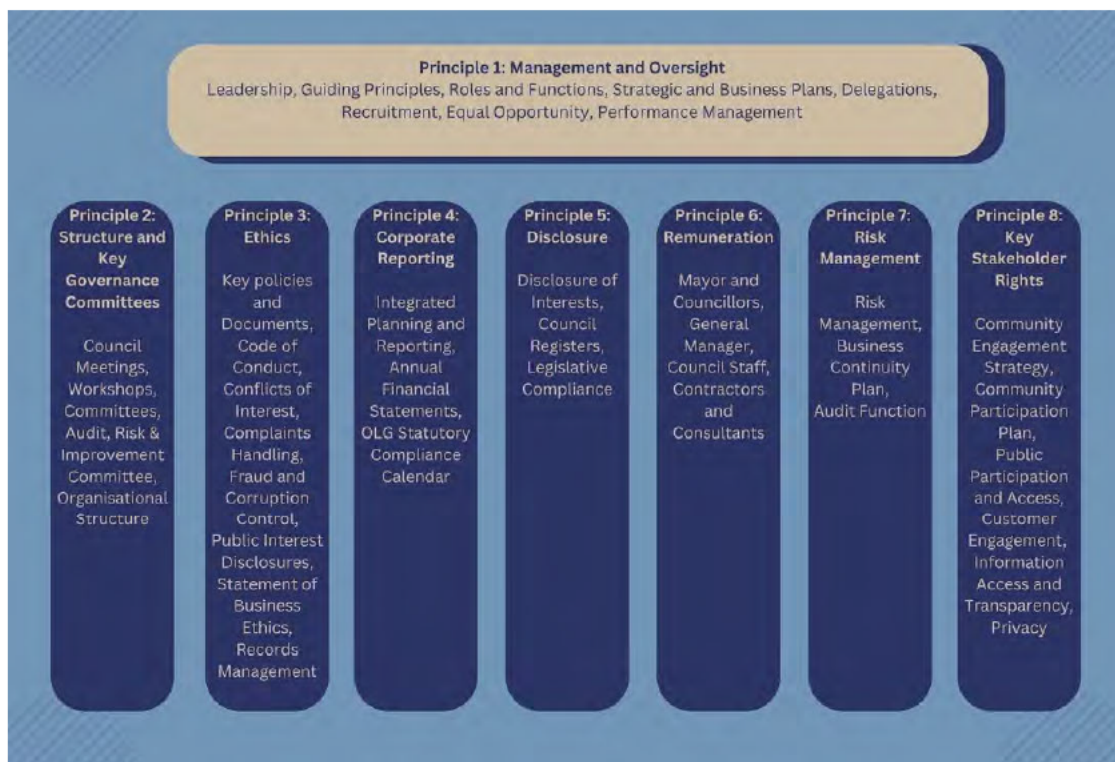 Principle 1: Management and Oversight
Leadership, Guiding Principles, Roles and Functions, Strategic and Business Plans, Delegations,
Recruitment, Equal Opportunity, Performance Management
Principle 2:
Structure and
Key
Governance
Committees
Council
Meetings,
Workshops,
Committees,
Audit, Risk &
Improvement
Committee,
Organisational
Structure
Principle 3:
Ethics
Key policies
and
Documents,
Code of
Conduct,
Conflicts of
Interest,
Complaints
Handling,
Fraud and
Corruption
Control,
Public Interest
Disclosures,
Statement of
Business
Ethics,
Records
Management
Principle 4:
Corporate
Reporting
Integrated
Planning and
Reporting,
Annual
Financial
Statements,
OLG Statutory
Compliance
Calendar
Principle 5:
Disclosure
Disclosure of
Interests,
Council
Registers,
Legislative
Compliance
Principle 6:
Remuneration
Mayor and
Councillors,
General
Manager,
Council Staff,
Contractors
and
Consultants
Principle 7:
Risk
Management
Risk
Management,
Business
Continuity
Plan,
Audit Function
Principle 8:
Key
Stakeholder
Rights
Community
Engagement
Strategy,
Community
Participation
Plan,
Public
Participation
and Access,
Customer
Engagement,
Information
Access and
Transparency,
Privacy